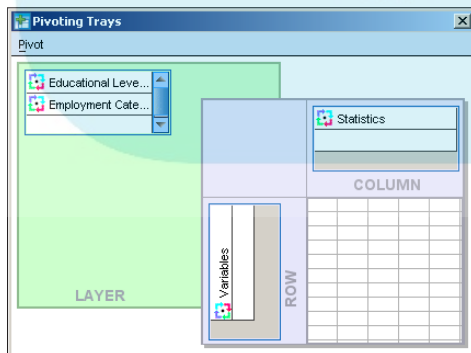 Pivoting Trays
Pivot
Educational Leve...
Employment Cate...
Statistics
COLUMN
Variables
ROW
LAYER